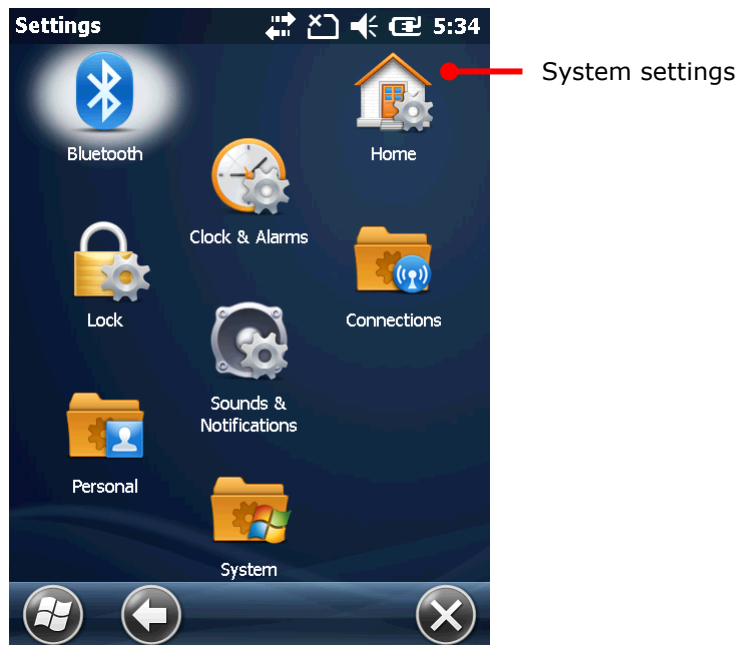 Settings
5:34
System settings
Bluetooth
Home
Clock & Alarms
Lock
Connections
Sounds &
Notifications
Personal
System